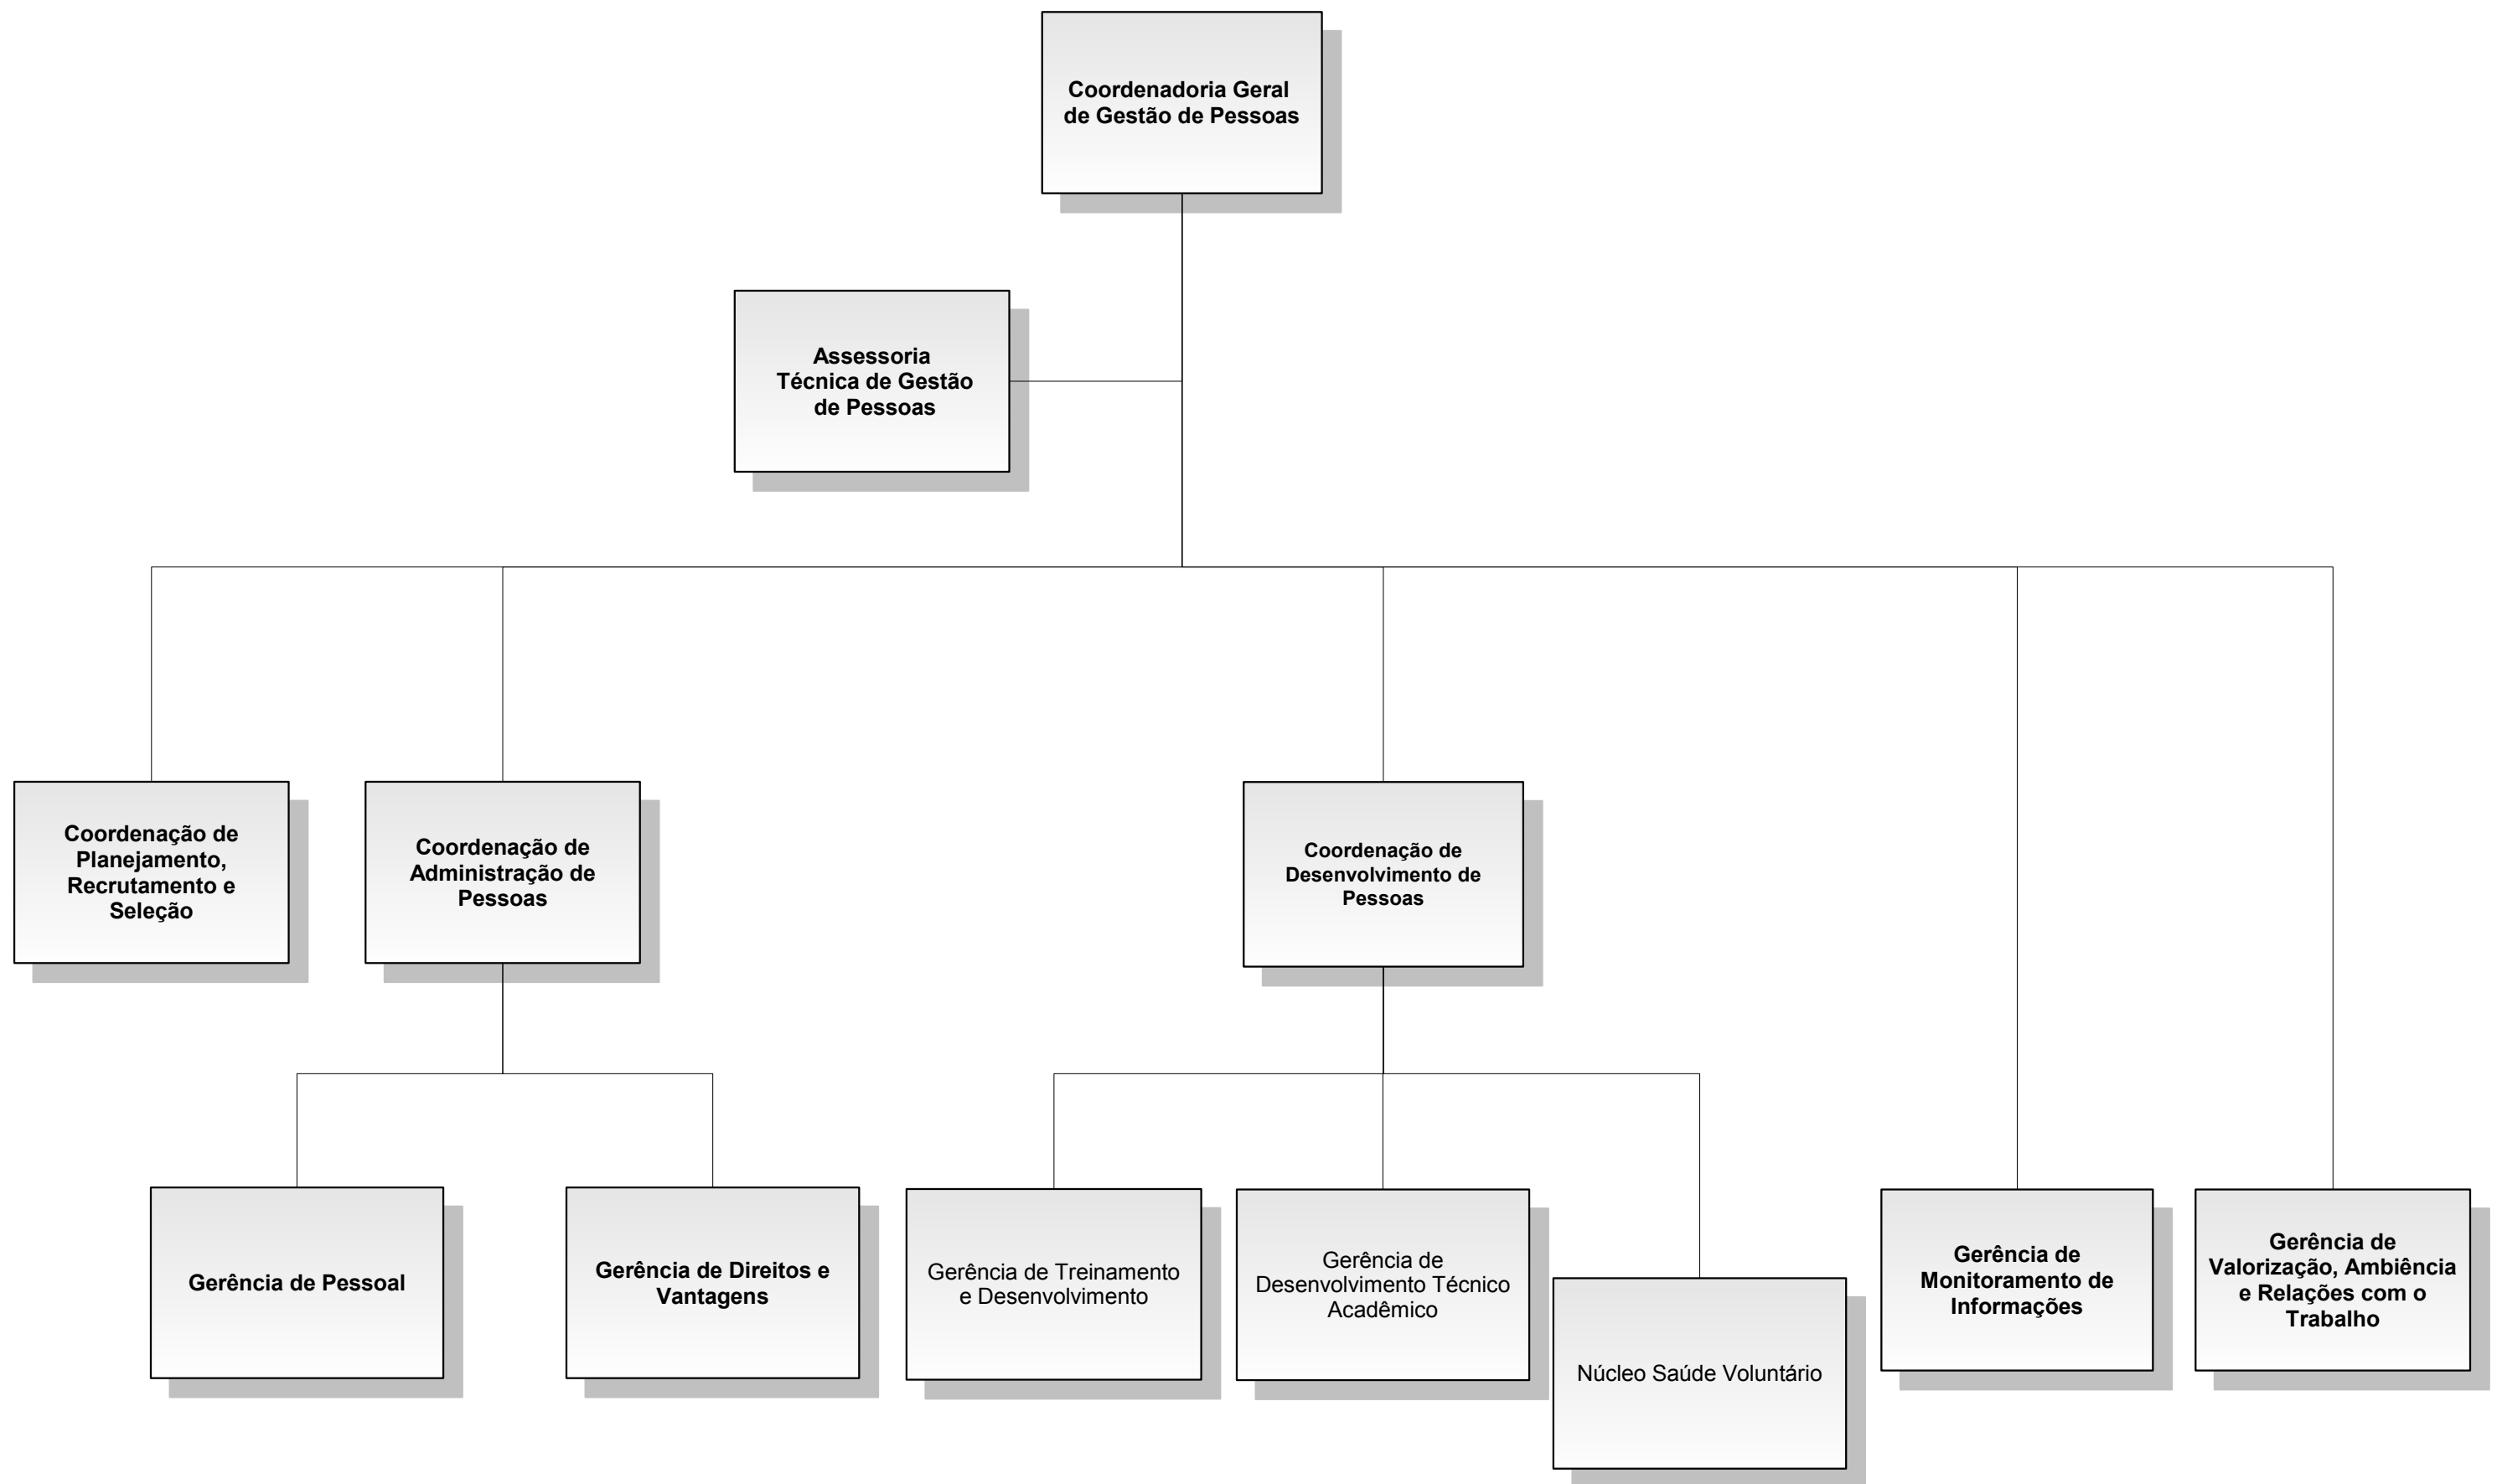 Coordenadoria Geral
de Gestão de Pessoas
Assessoria
Técnica de Gestão
de Pessoas
Coordenação de
Planejamento,
Recrutamento e
Seleção
Coordenação de
Administração de
Pessoas
Coordenação de
Desenvolvimento de
Pessoas
Gerência de Pessoal
Gerência de Direitos e
Vantagens
Gerência de Treinamento
e Desenvolvimento
Gerência de
Desenvolvimento Técnico
Acadêmico
Núcleo Saúde Voluntário
Gerência de
Monitoramento de
Informações
Gerência de
Valorização, Ambiência
e Relações com o
Trabalho